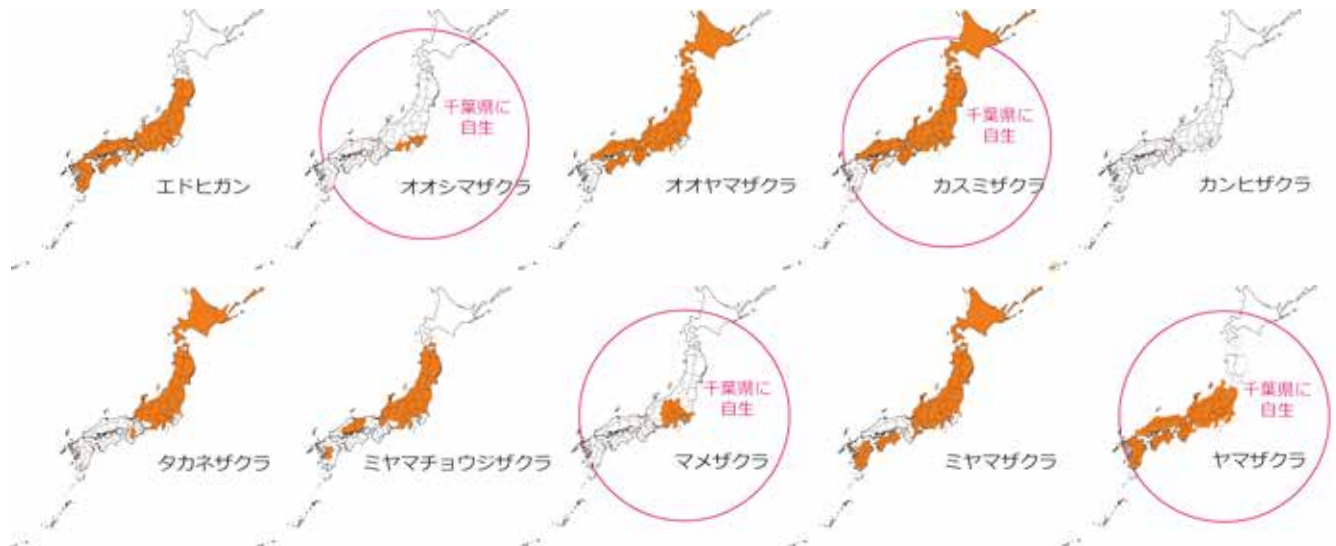 千葉県に
自生
千葉県に
自生
エドヒガン
オオシマザクラ
オオヤマザクラ
カスミザクラ
カンヒザクラ
千葉県に
自生
千葉県に
自生
タカネザクラ
ミヤマチョウジザクラ
マメザクラ
ミヤマザクラ
ヤマザクラ